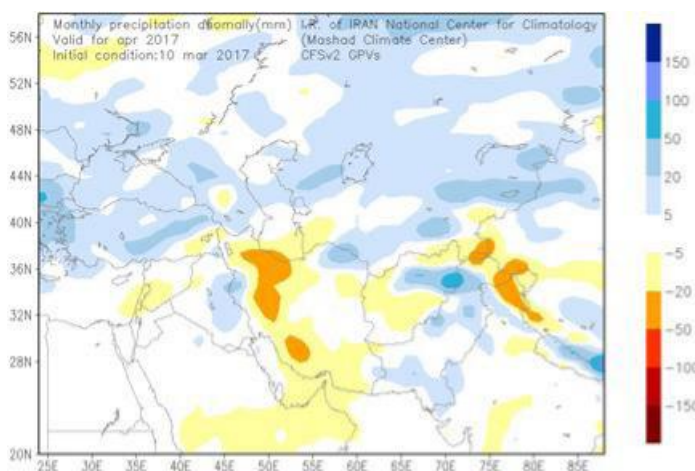 Monthly precipitation anomally(mm) I.R. of IRAN National Center for Climatology
Valid for apr 2017 (Mashad Climate Center)
Initial condition:10 mar 2017 CFSv2 GPVs
56N
52N
48N
44N
40N
36N
32N
28N
20N
24E 30E 35E 40E 45E 50E 55E 60E 65E 70E 75E 80E 85E
150
100
50
20
5
-5
-20
-50
-100
-150